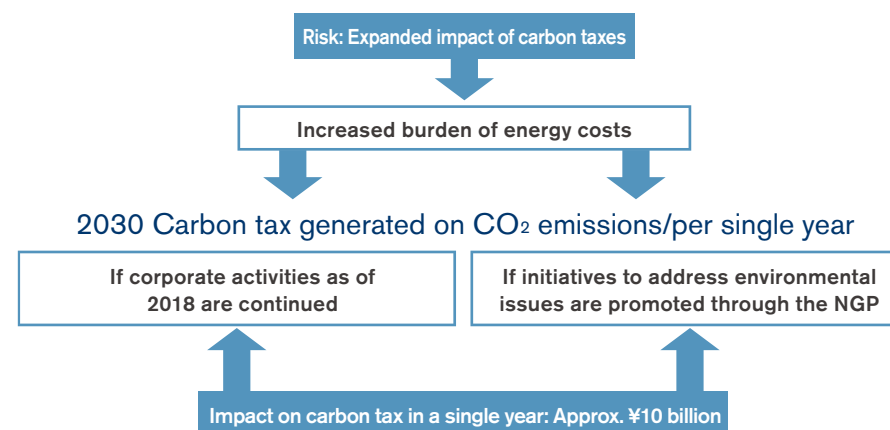 Risk: Expanded impact of carbon taxes
Increased burden of energy costs
2030 Carbon tax generated on CO₂ emissions/per single year
If corporate activities as of
2018 are continued
If initiatives to address environmental
issues are promoted through the NGP
Impact on carbon tax in a single year: Approx. ¥10 billion